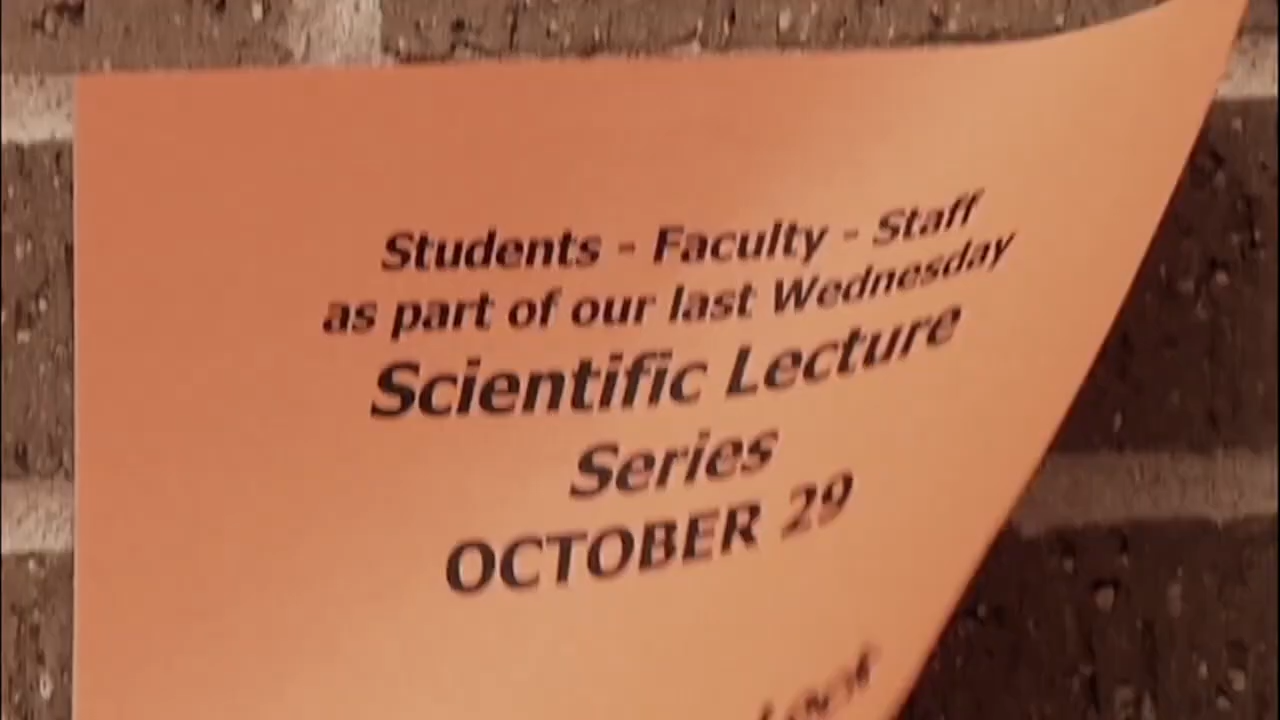 Students - Faculty - Staff
as part of our last Wednesday
Scientific Lecture
Series
OCTOBER 29